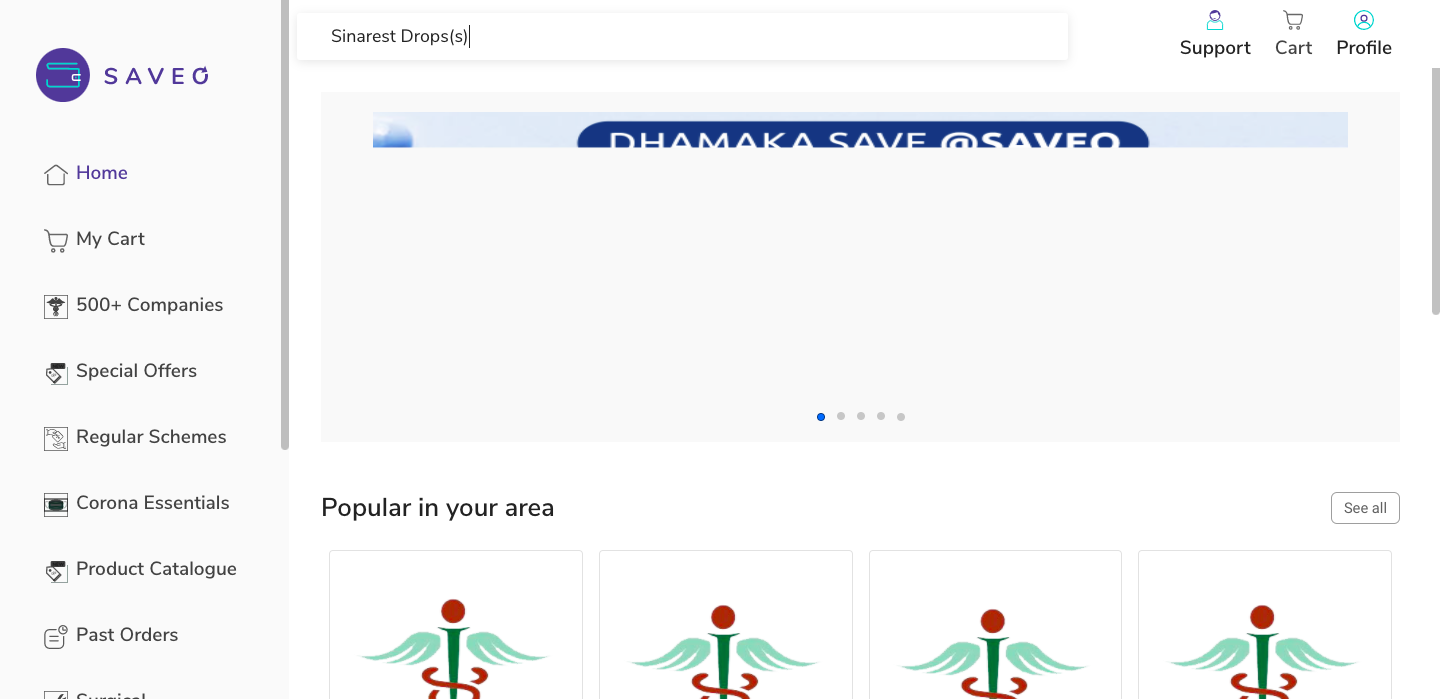 SAVEO
Home
My Cart
500+ Companies
Special Offers
Regular Schemes
Corona Essentials
Product Catalogue
Past Orders
Surgical
Sinarest Drops(s)
Support
Cart
Profile
DHAMAKA SAVE @SAVEO
Popular in your area
See all